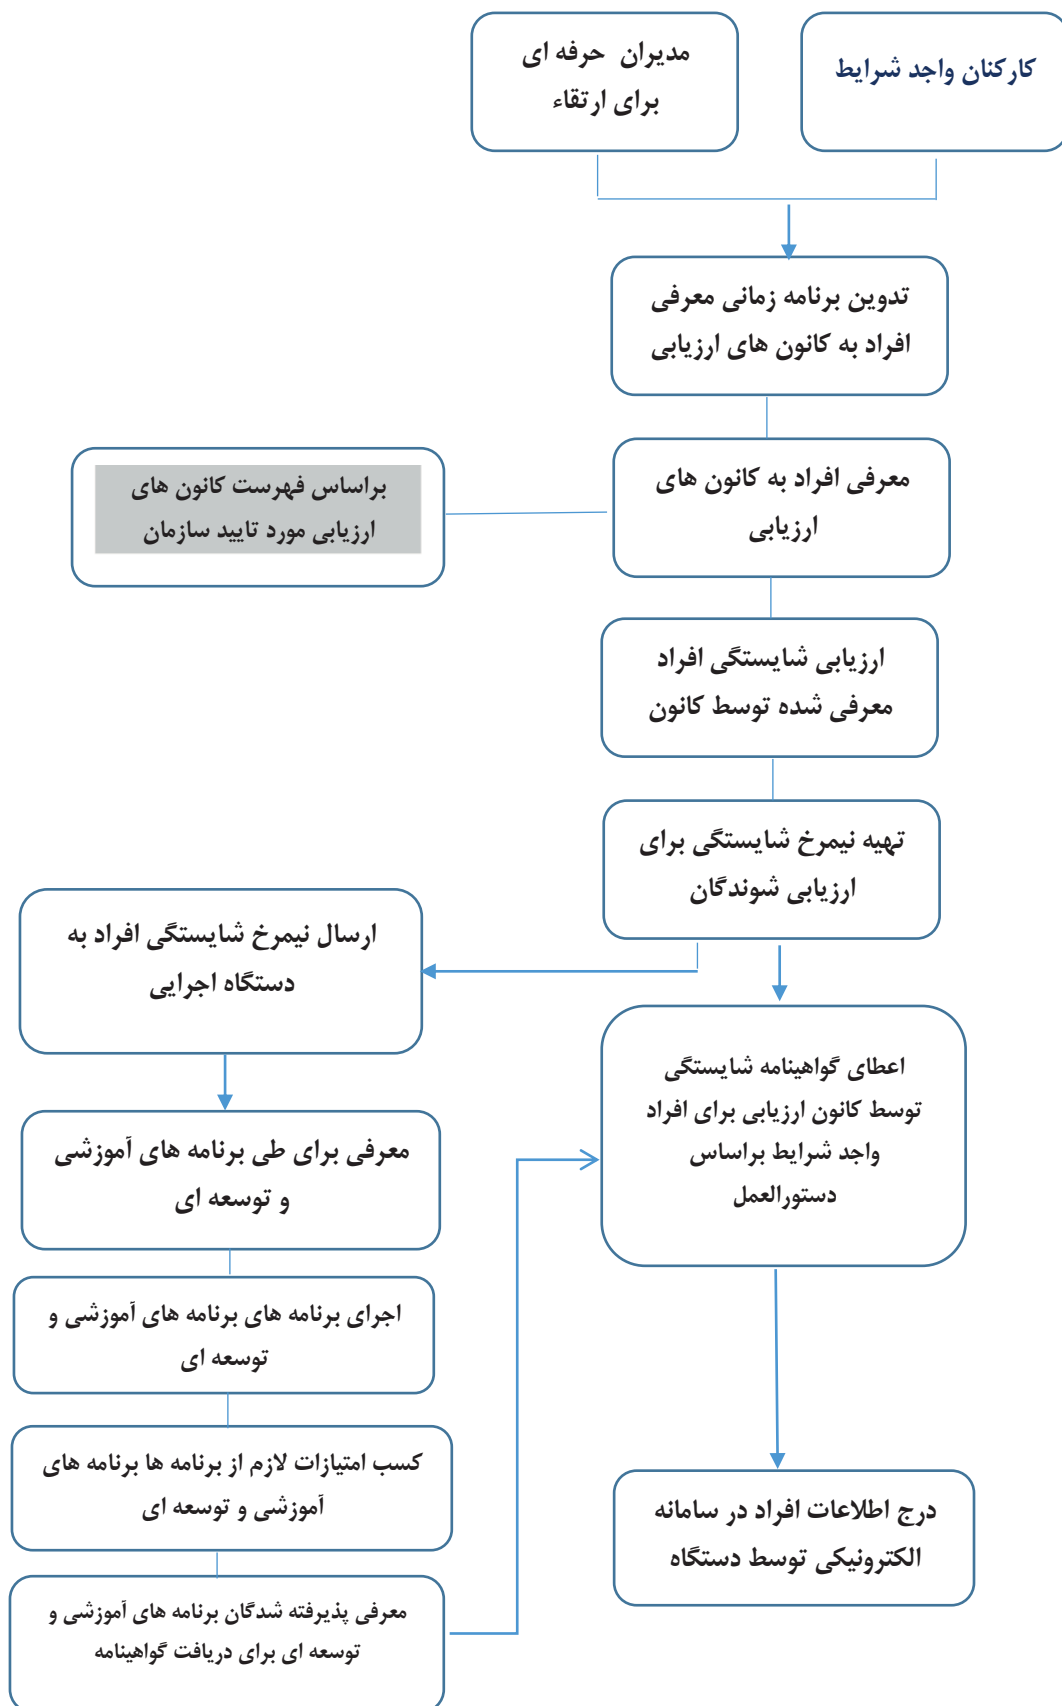 کارکنان واجد شرایط
مدیران حرفه ای
برای ارتقاء
تدوین برنامه زمانی معرفی
افراد به کانون های ارزیابی
معرفی افراد به کانون های
ارزیابی
براساس فهرست کانون های
ارزیابی مورد تایید سازمان
ارزیابی شایستگی افراد
معرفی شده توسط کانون
تهیه نیمرخ شایستگی برای
ارزیابی شوندگان
ارسال نیمرخ شایستگی افراد به
دستگاه اجرایی
معرفی برای طی برنامه های آموزشی
و توسعه ای
اجرای برنامه های برنامه های آموزشی و
توسعه ای
کسب امتیازات لازم از برنامه ها برنامه های
آموزشی و توسعه ای
معرفی پذیرفته شدگان برنامه های آموزشی و
توسعه ای برای دریافت گواهینامه
اعطای گواهینامه شایستگی
توسط کانون ارزیابی برای افراد
واجد شرایط براساس
دستورالعمل
درج اطلاعات افراد در سامانه
الکترونیکی توسط دستگاه